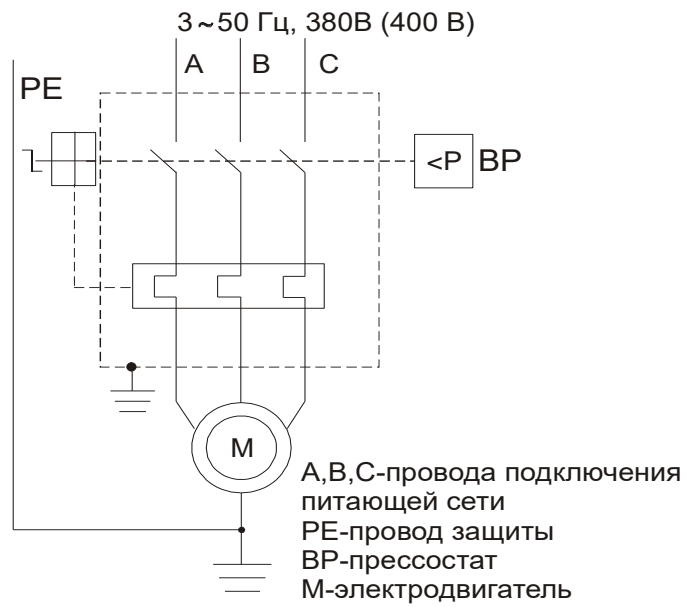 3~50 Гц, 380В (400 В)
A B C
PE
<P BP
M
A,B,C-провода подключения
питающей сети
PE-провод защиты
BP-прессостат
M-электродвигатель